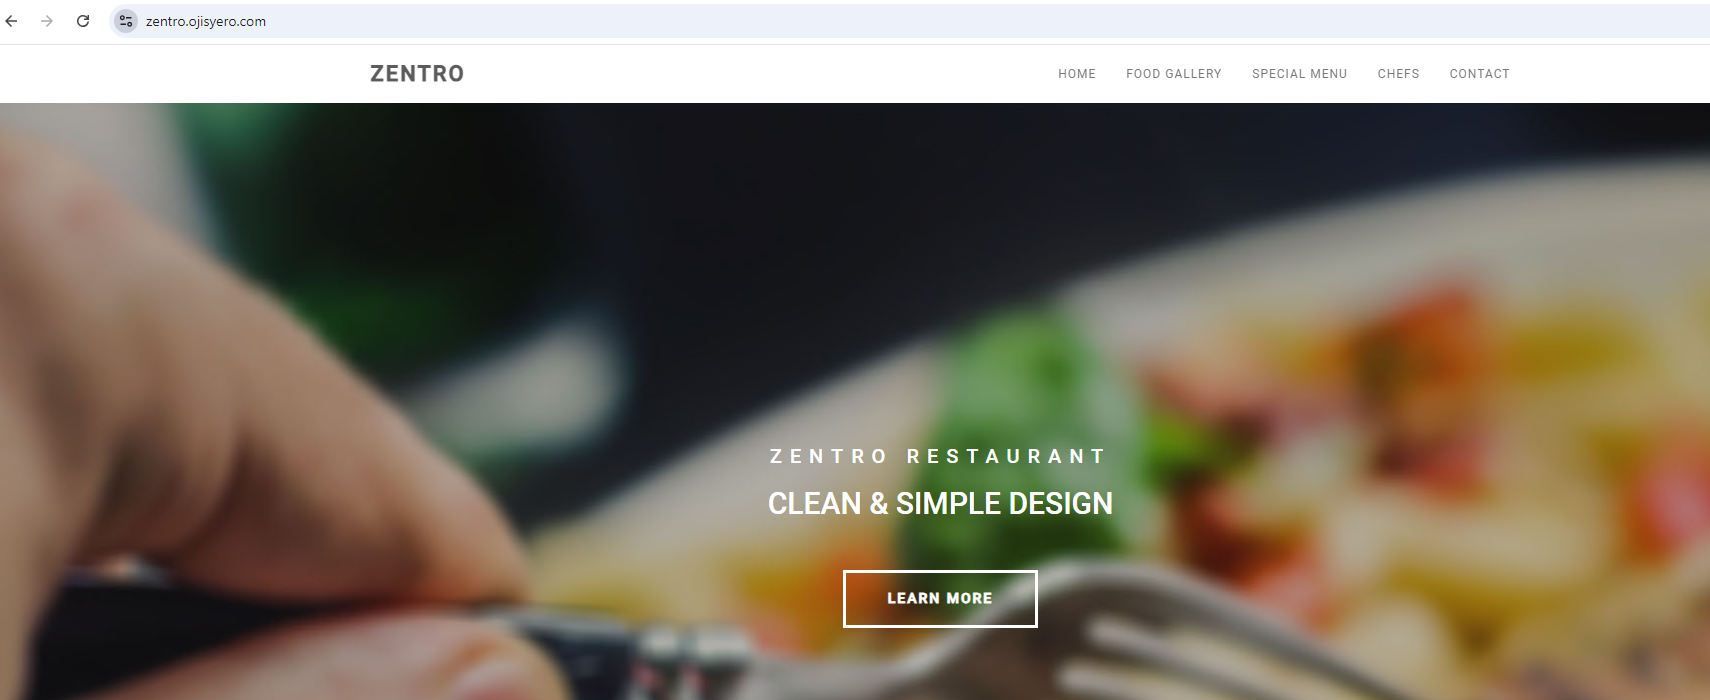 zentro.ojisyero.com
ZENTRO
HOME FOOD GALLERY SPECIAL MENU CHEFS CONTACT
ZENTRO RESTAURANT
CLEAN & SIMPLE DESIGN
LEARN MORE